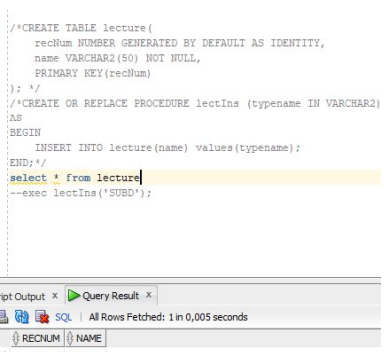 /*CREATE TABLE lecture(
recNum NUMBER GENERATED BY DEFAULT AS IDENTITY,
name VARCHAR2(50) NOT NULL,
PRIMARY KEY(recNum)
); */
/*CREATE OR REPLACE PROCEDURE lectIns (typename IN VARCHAR2)
AS
BEGIN
INSERT INTO lecture(name) values(typename);
END;*/
select * from lecture
--exec lectIns('SUBD');
ipt Output x Query Result x
SQL | All Rows Fetched: 1 in 0,005 seconds
RECNUM NAME